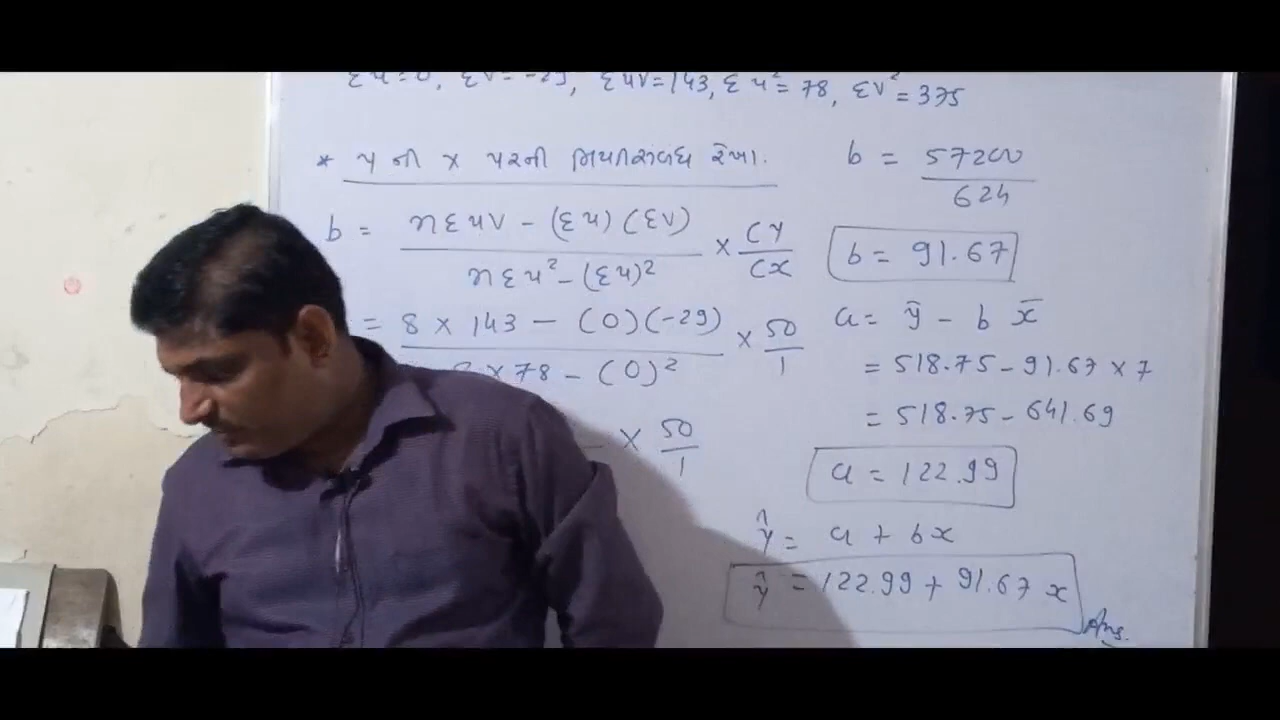 Σu=0, Σv=-25, Σuv=143, Σu²=78, Σv²=375
* yની x પરની નિયતસંબંધ રેખા.
b = nΣuv - (Σu)(Σv) / nΣu² - (Σu)² × Cy/Cx
= 8 × 143 - (0)(-29) / 8 × 78 - (0)² × 50/1
× 50/1
b = 57200/624
b = 91.67
a = ȳ - b x̄
= 518.75 - 91.67 × 7
= 518.75 - 641.69
a = 122.99
ŷ = a + bx
ŷ = 122.99 + 91.67 x
Ans.